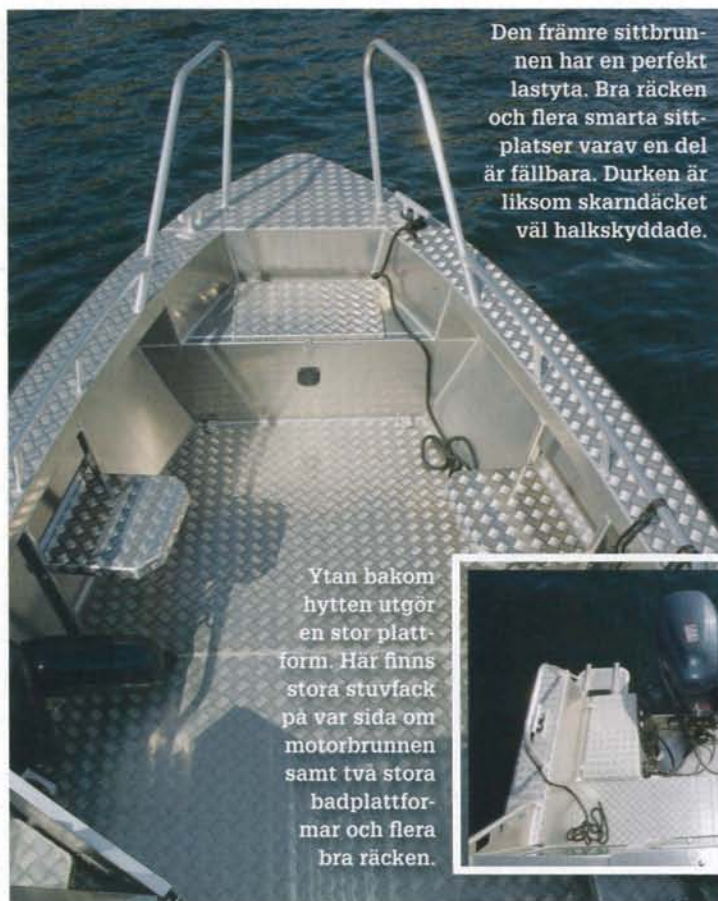 Den främre sittbrun-
nen har en perfekt
lastyta. Bra räcken
och flera smarta sitt-
platser varav en del
är fällbara. Durken är
liksom skarndäcket
väl halkskyddade.
Ytan bakom
hytten utgör
en stor platt-
form. Här finns
stora stuvfack
på var sida om
motorbrunnen
samt två stora
badplattfor-
mar och flera
bra räcken.